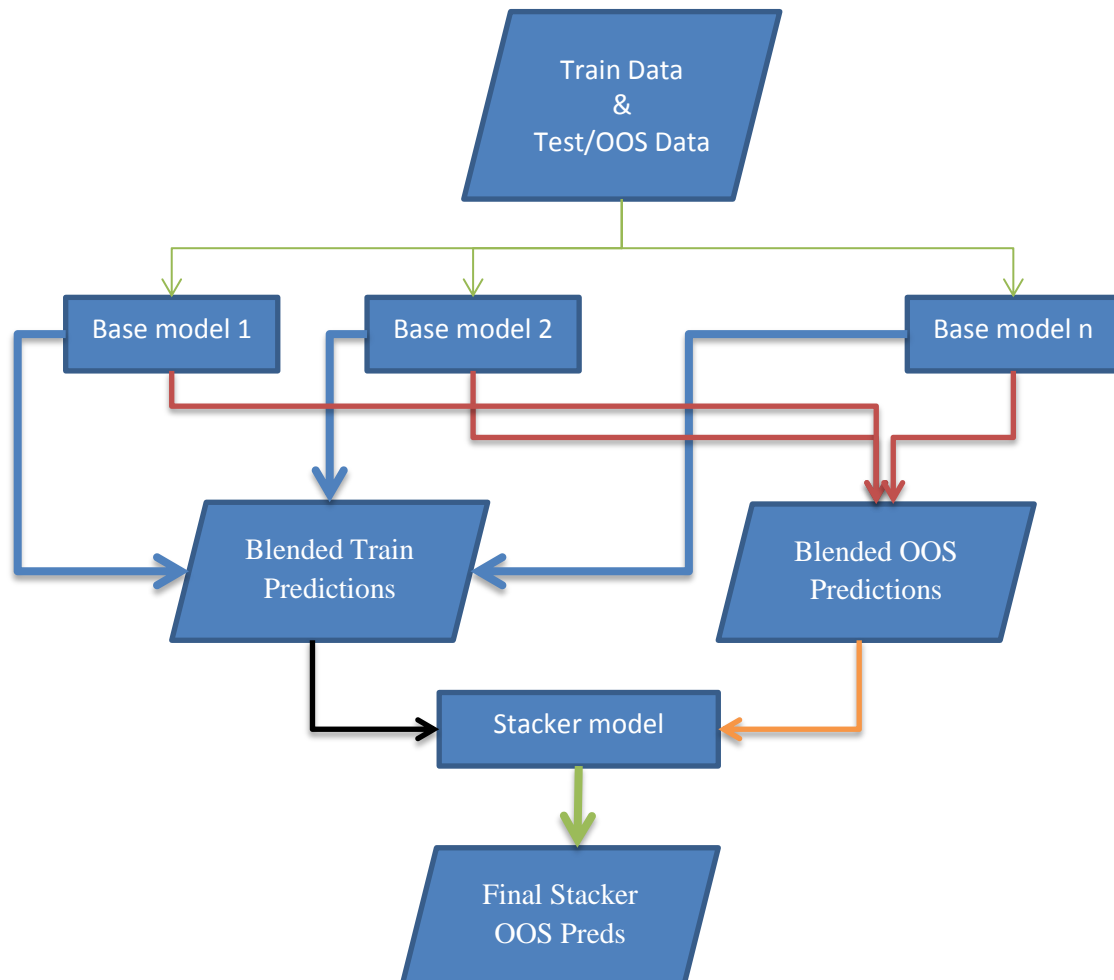 Train Data
&
Test/OOS Data
Base model 1
Base model 2
Base model n
Blended Train
Predictions
Blended OOS
Predictions
Stacker model
Final Stacker
OOS Preds